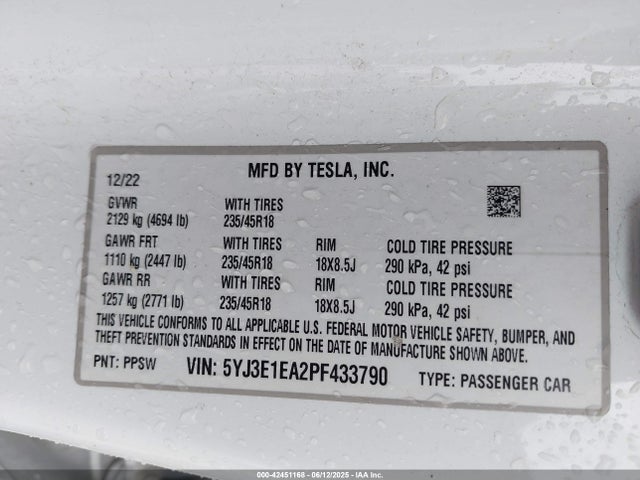 MFD BY TESLA, INC.
12/22
GVWR WITH TIRES
2129 kg (4694 lb) 235/45R18
GAWR FRT WITH TIRES RIM COLD TIRE PRESSURE
1110 kg (2447 lb) 235/45R18 18X8.5J 290 kPa, 42 psi
GAWR RR WITH TIRES RIM COLD TIRE PRESSURE
1257 kg (2771 lb) 235/45R18 18X8.5J 290 kPa, 42 psi
THIS VEHICLE CONFORMS TO ALL APPLICABLE U.S. FEDERAL MOTOR VEHICLE SAFETY, BUMPER, AND
THEFT PREVENTION STANDARDS IN EFFECT ON THE DATE OF MANUFACTURE SHOWN ABOVE.
PNT: PPSW VIN: 5YJ3E1EA2PF433790 TYPE: PASSENGER CAR
000-42451168 - 06/12/2025 - IAA Inc.